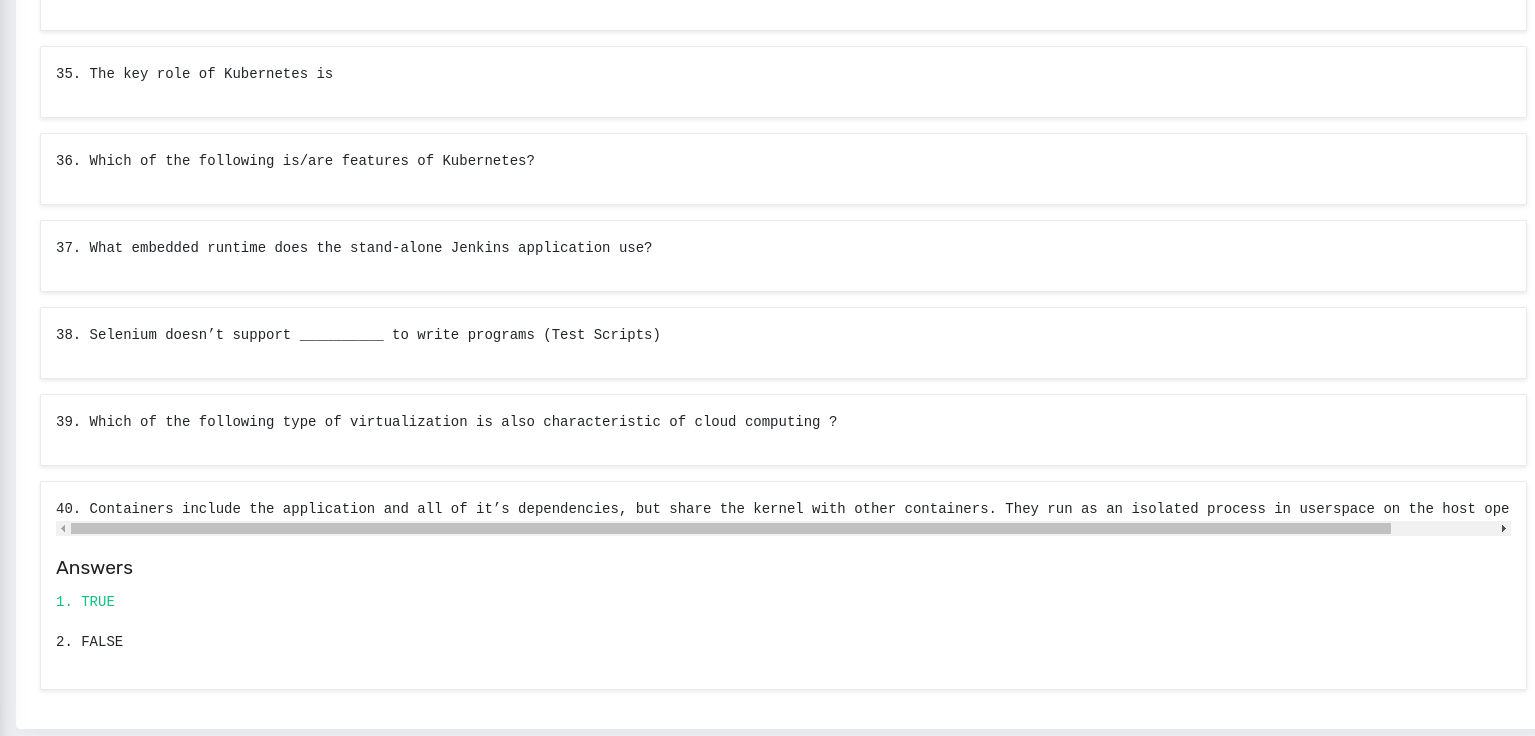 35. The key role of Kubernetes is
36. Which of the following is/are features of Kubernetes?
37. What embedded runtime does the stand-alone Jenkins application use?
38. Selenium doesn’t support __________ to write programs (Test Scripts)
39. Which of the following type of virtualization is also characteristic of cloud computing ?
40. Containers include the application and all of it’s dependencies, but share the kernel with other containers. They run as an isolated process in userspace on the host ope
Answers
1. TRUE
2. FALSE